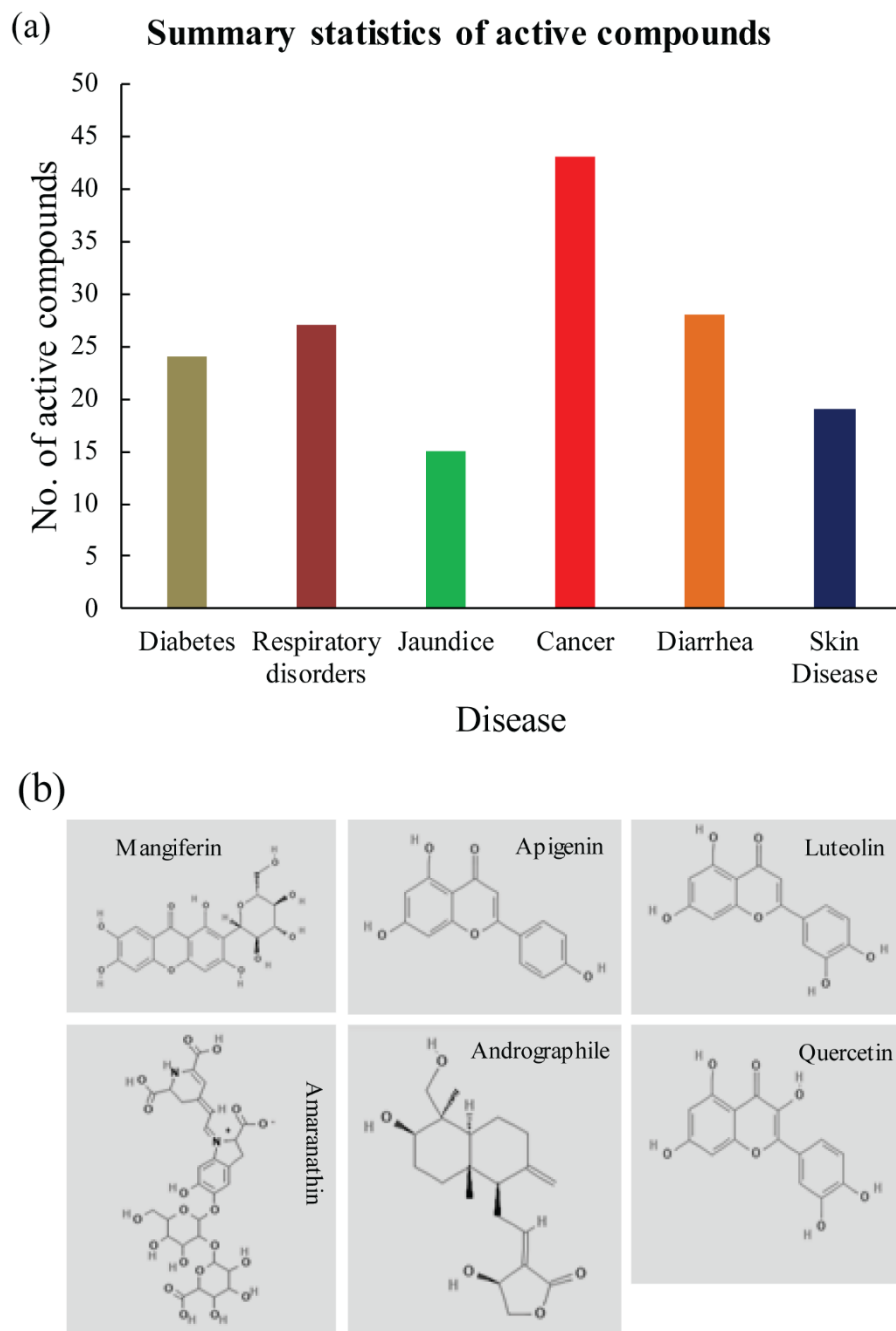 (a)
Summary statistics of active compounds
No. of active compounds
50
45
40
35
30
25
20
15
10
5
0
Diabetes
Respiratory
disorders
Jaundice
Cancer
Diarrhea
Skin
Disease
Disease
(b)
Mangiferin
Apigenin
Luteolin
Amaranathin
Andrographile
Quercetin